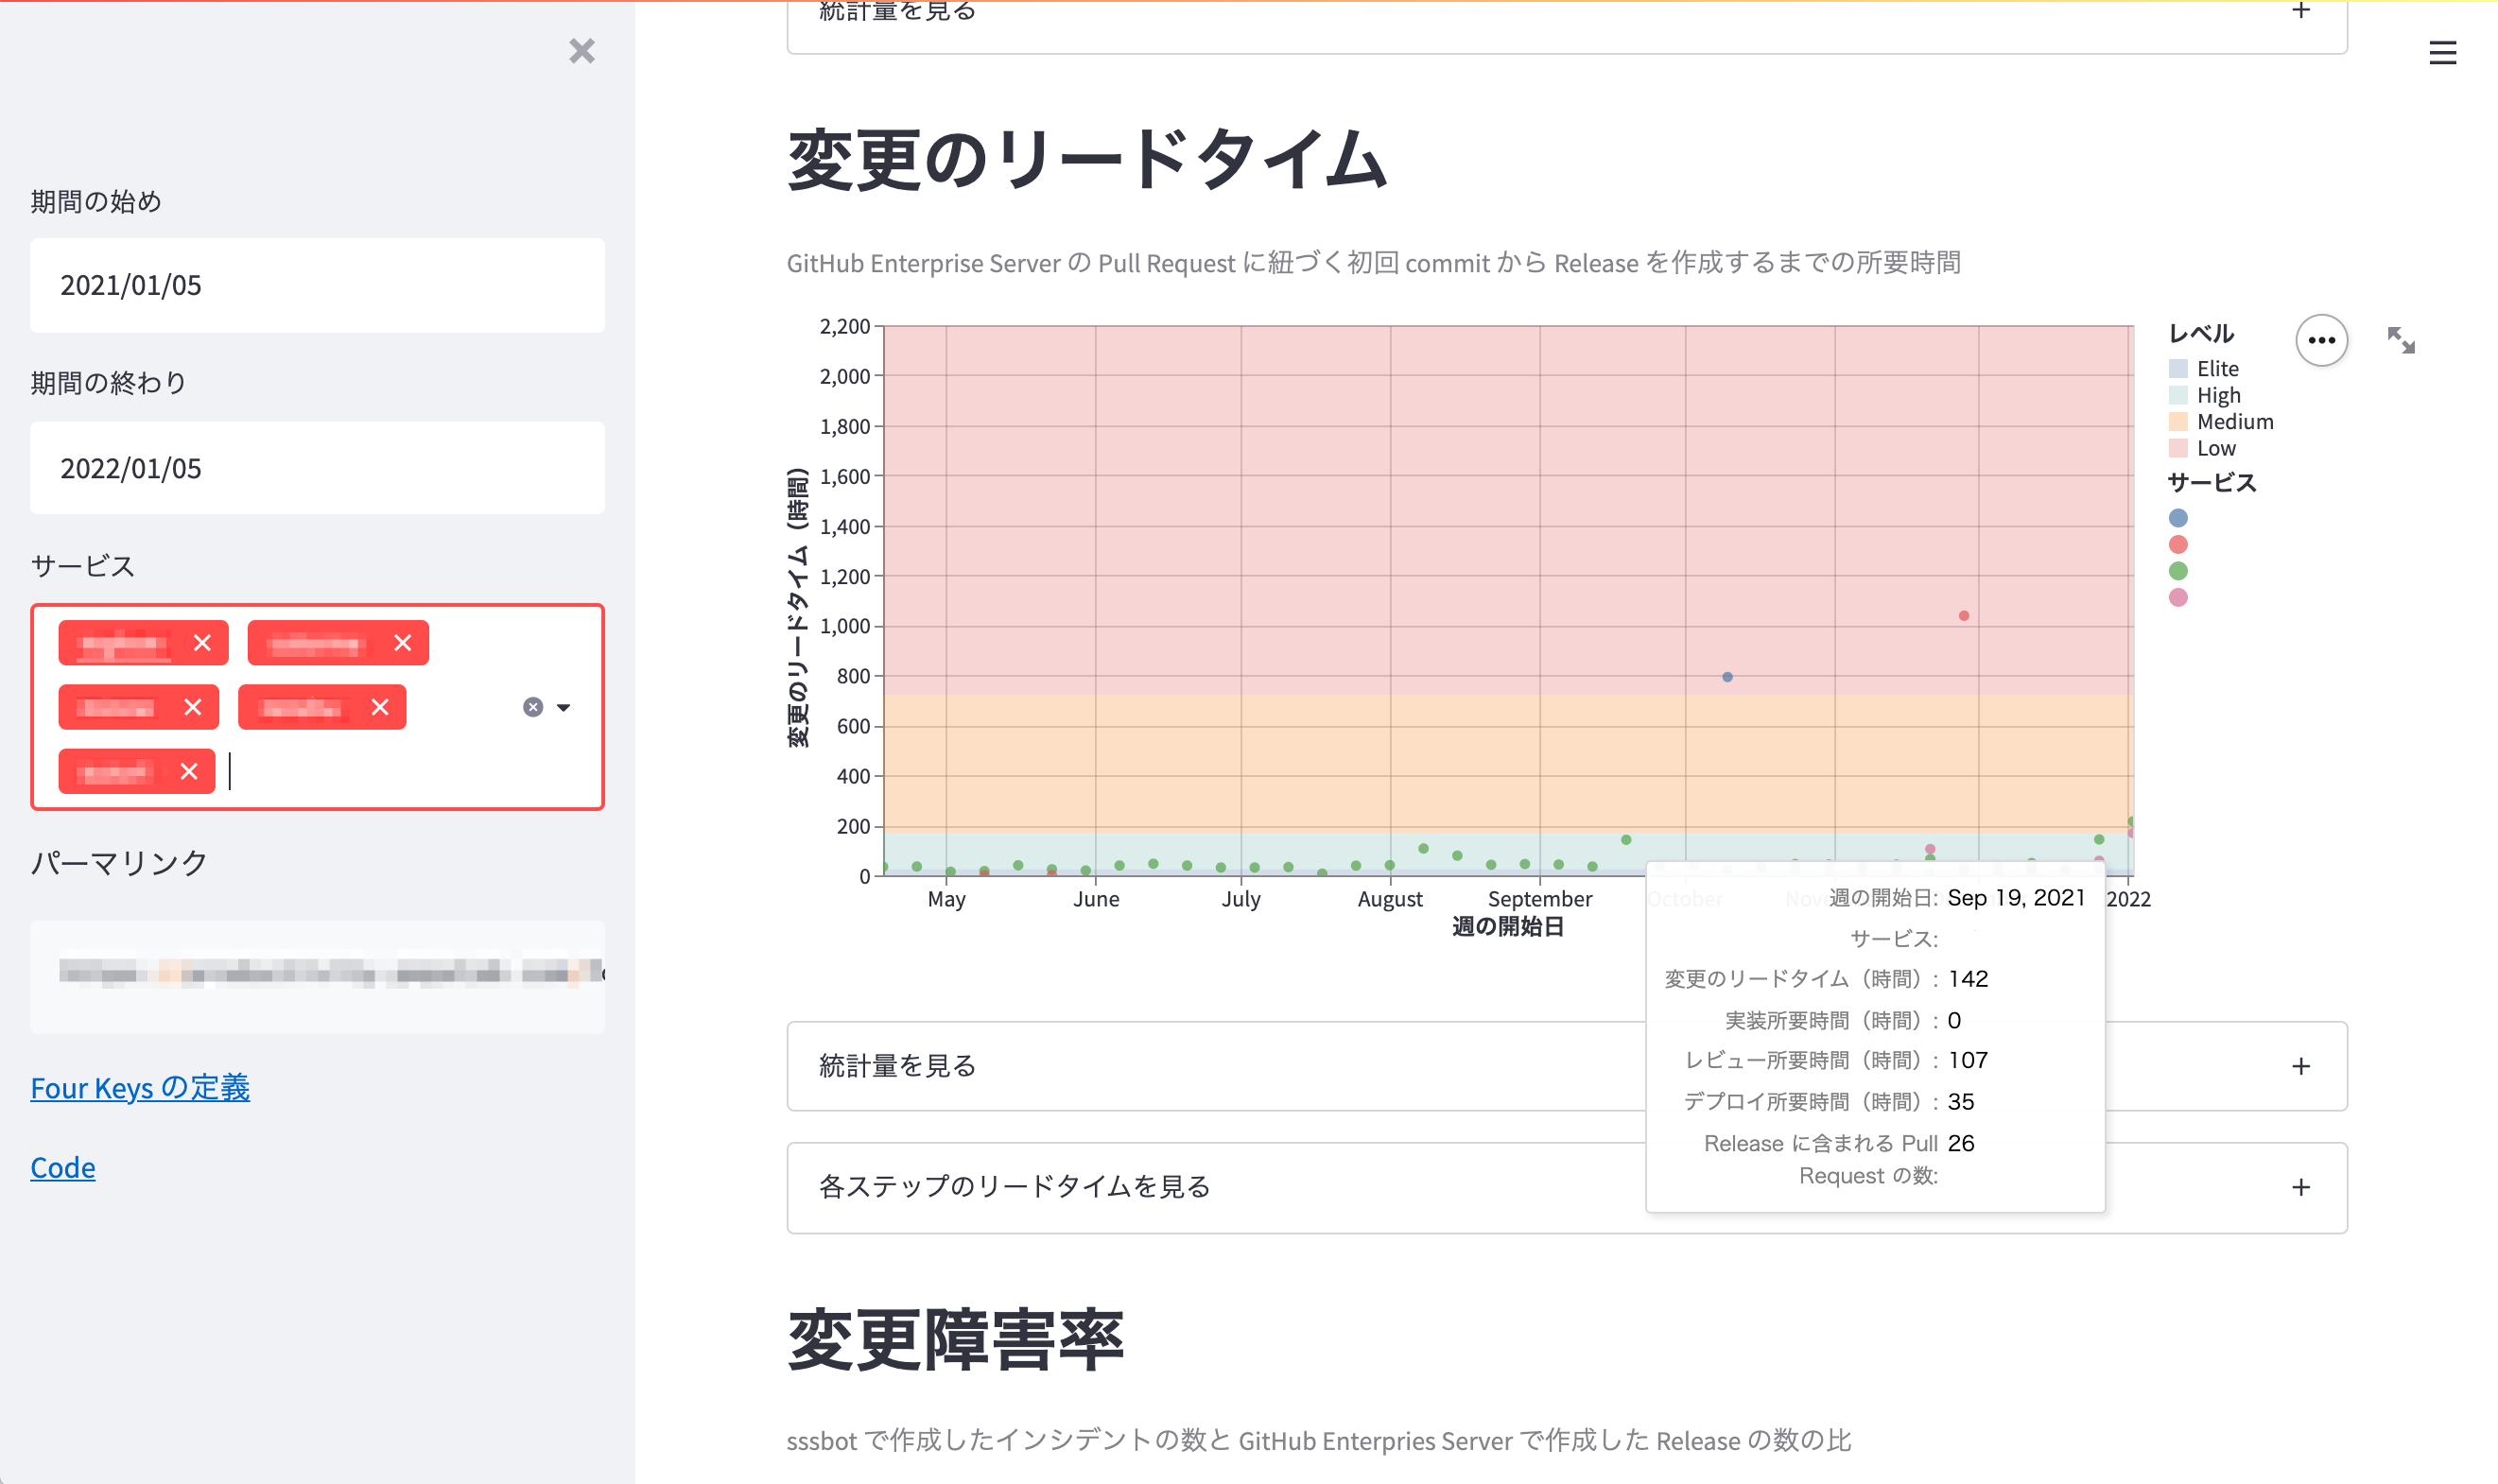 期間の始め
2021/01/05
期間の終わり
2022/01/05
サービス
パーマリンク
Four Keys の定義
Code
統計量を見る
変更のリードタイム
GitHub Enterprise Server の Pull Request に紐づく初回 commit から Release を作成するまでの所要時間
変更のリードタイム（時間）
2,200
2,000
1,800
1,600
1,400
1,200
1,000
800
600
400
200
0
May June July August September October 2022
週の開始日
レベル
Elite
High
Medium
Low
サービス
週の開始日: Sep 19, 2021
サービス:
変更のリードタイム（時間）: 142
実装所要時間（時間）: 0
レビュー所要時間（時間）: 107
デプロイ所要時間（時間）: 35
Release に含まれる Pull 26
Request の数:
統計量を見る
各ステップのリードタイムを見る
変更障害率
sssbot で作成したインシデントの数と GitHub Enterpries Server で作成した Release の数の比